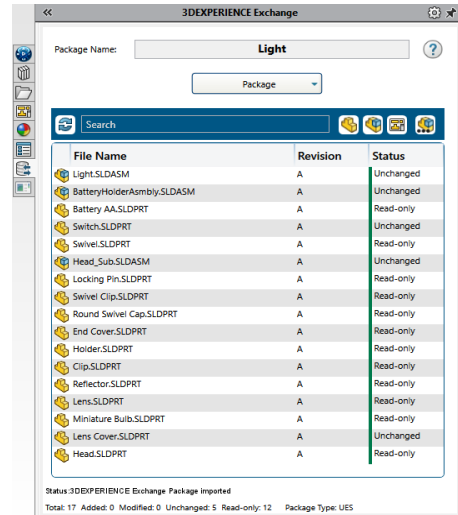 « 3DEXPERIENCE Exchange
Package Name: Light ?
Package
Search
File Name Revision Status
Light.SLDASM A Unchanged
BatteryHolderAsmbly.SLDASM A Unchanged
Battery AA.SLDPRT A Read-only
Switch.SLDPRT A Unchanged
Swivel.SLDPRT A Read-only
Head_Sub.SLDASM A Unchanged
Locking Pin.SLDPRT A Read-only
Swivel Clip.SLDPRT A Read-only
Round Swivel Cap.SLDPRT A Read-only
End Cover.SLDPRT A Read-only
Holder.SLDPRT A Read-only
Clip.SLDPRT A Read-only
Reflector.SLDPRT A Read-only
Lens.SLDPRT A Read-only
Miniature Bulb.SLDPRT A Read-only
Lens Cover.SLDPRT A Unchanged
Head.SLDPRT A Read-only
Status:3DEXPERIENCE Exchange Package imported
Total: 17 Added: 0 Modified: 0 Unchanged: 5 Read-only: 12 Package Type: UES